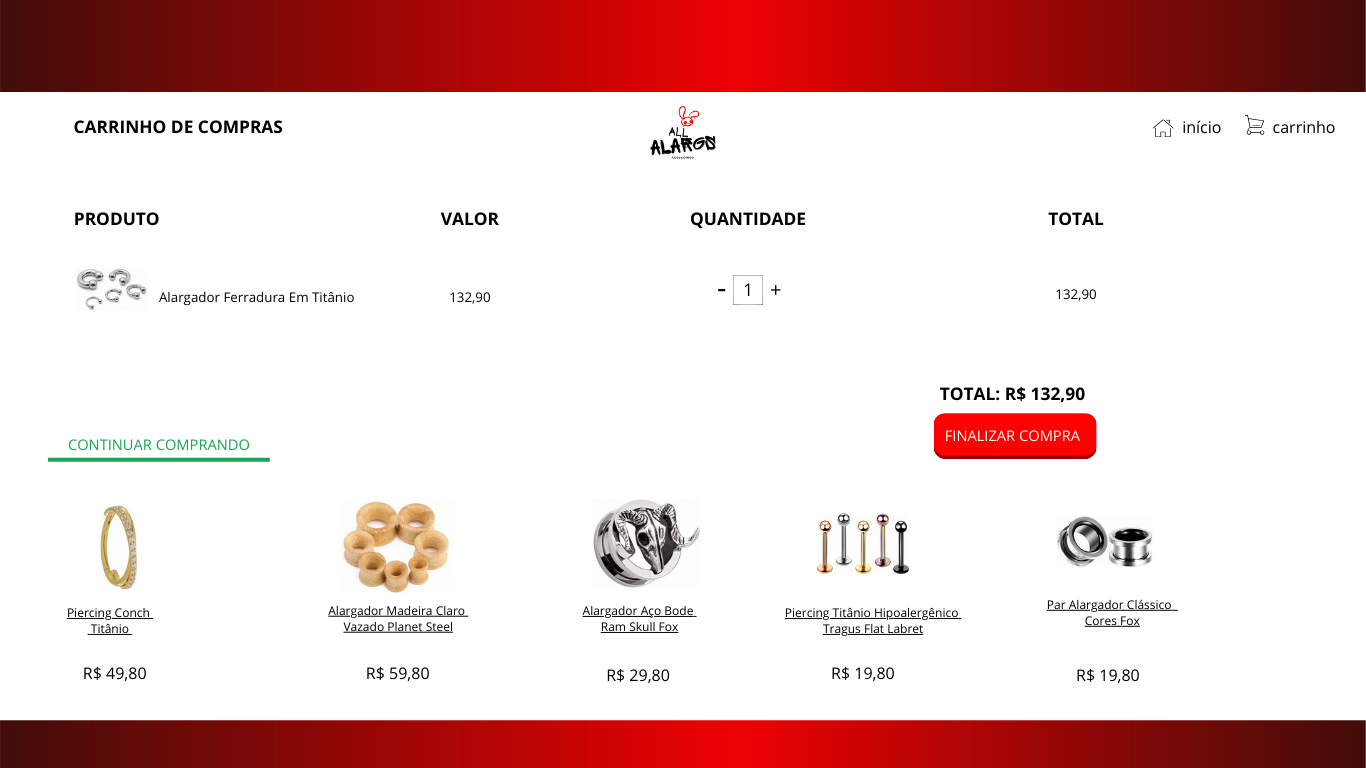 CARRINHO DE COMPRAS
ALL
ALARGS
ACESSÓRIOS
início
carrinho
PRODUTO
VALOR
QUANTIDADE
TOTAL
Alargador Ferradura Em Titânio
132,90
- 1 +
132,90
TOTAL: R$ 132,90
FINALIZAR COMPRA
CONTINUAR COMPRANDO
Piercing Conch
Titânio
R$ 49,80
Alargador Madeira Claro
Vazado Planet Steel
R$ 59,80
Alargador Aço Bode
Ram Skull Fox
R$ 29,80
Piercing Titânio Hipoalergênico
Tragus Flat Labret
R$ 19,80
Par Alargador Clássico
Cores Fox
R$ 19,80